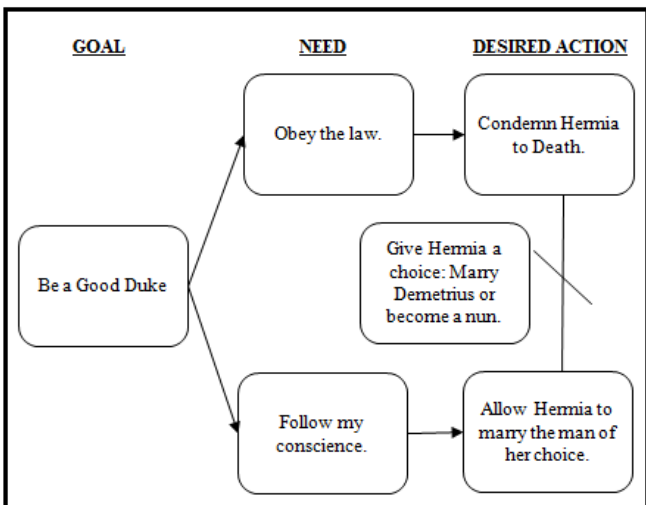 GOAL
NEED
DESIRED ACTION
Obey the law.
Condemn Hermia
to Death.
Be a Good Duke
Give Hermia a
choice: Marry
Demetrius or
become a nun.
Follow my
conscience.
Allow Hermia to
marry the man of
her choice.